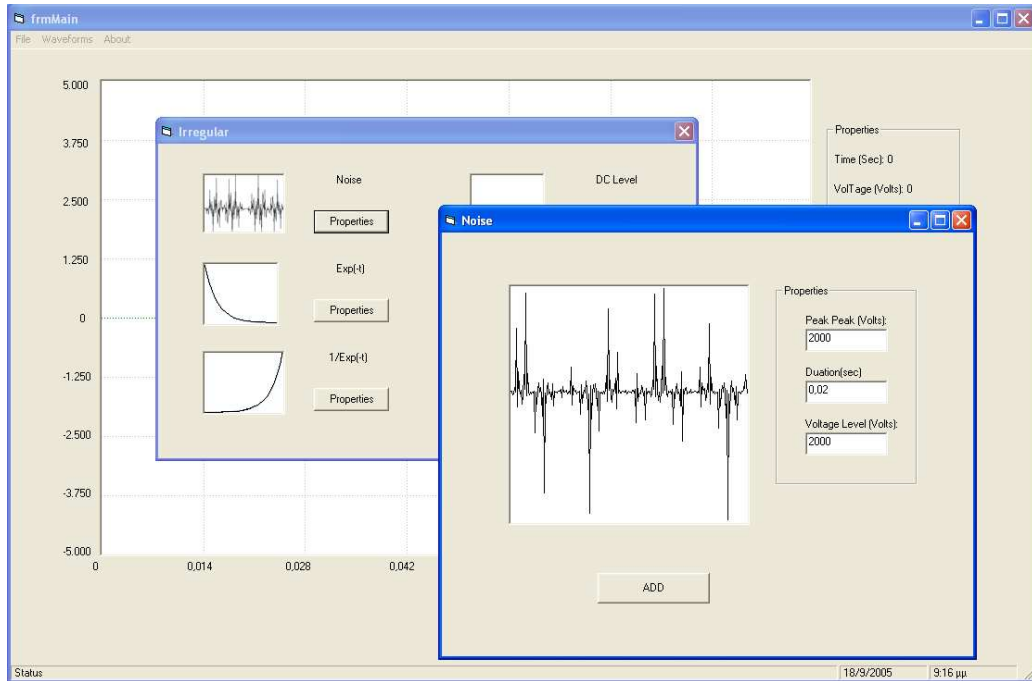 frmMain
File Waveforms About
5.000
3.750
2.500
1.250
0
-1.250
-2.500
-3.750
-5.000
0 0,014 0,028 0,042
Properties
Time (Sec): 0
VolTage (Volts): 0
Irregular
Noise
Properties
DC Level
Exp(-t)
Properties
1/Exp(-t)
Properties
Noise
Properties
Peak Peak (Volts):
2000
Duation(sec)
0,02
Voltage Level (Volts):
2000
ADD
Status 18/9/2005 9:16 μμ